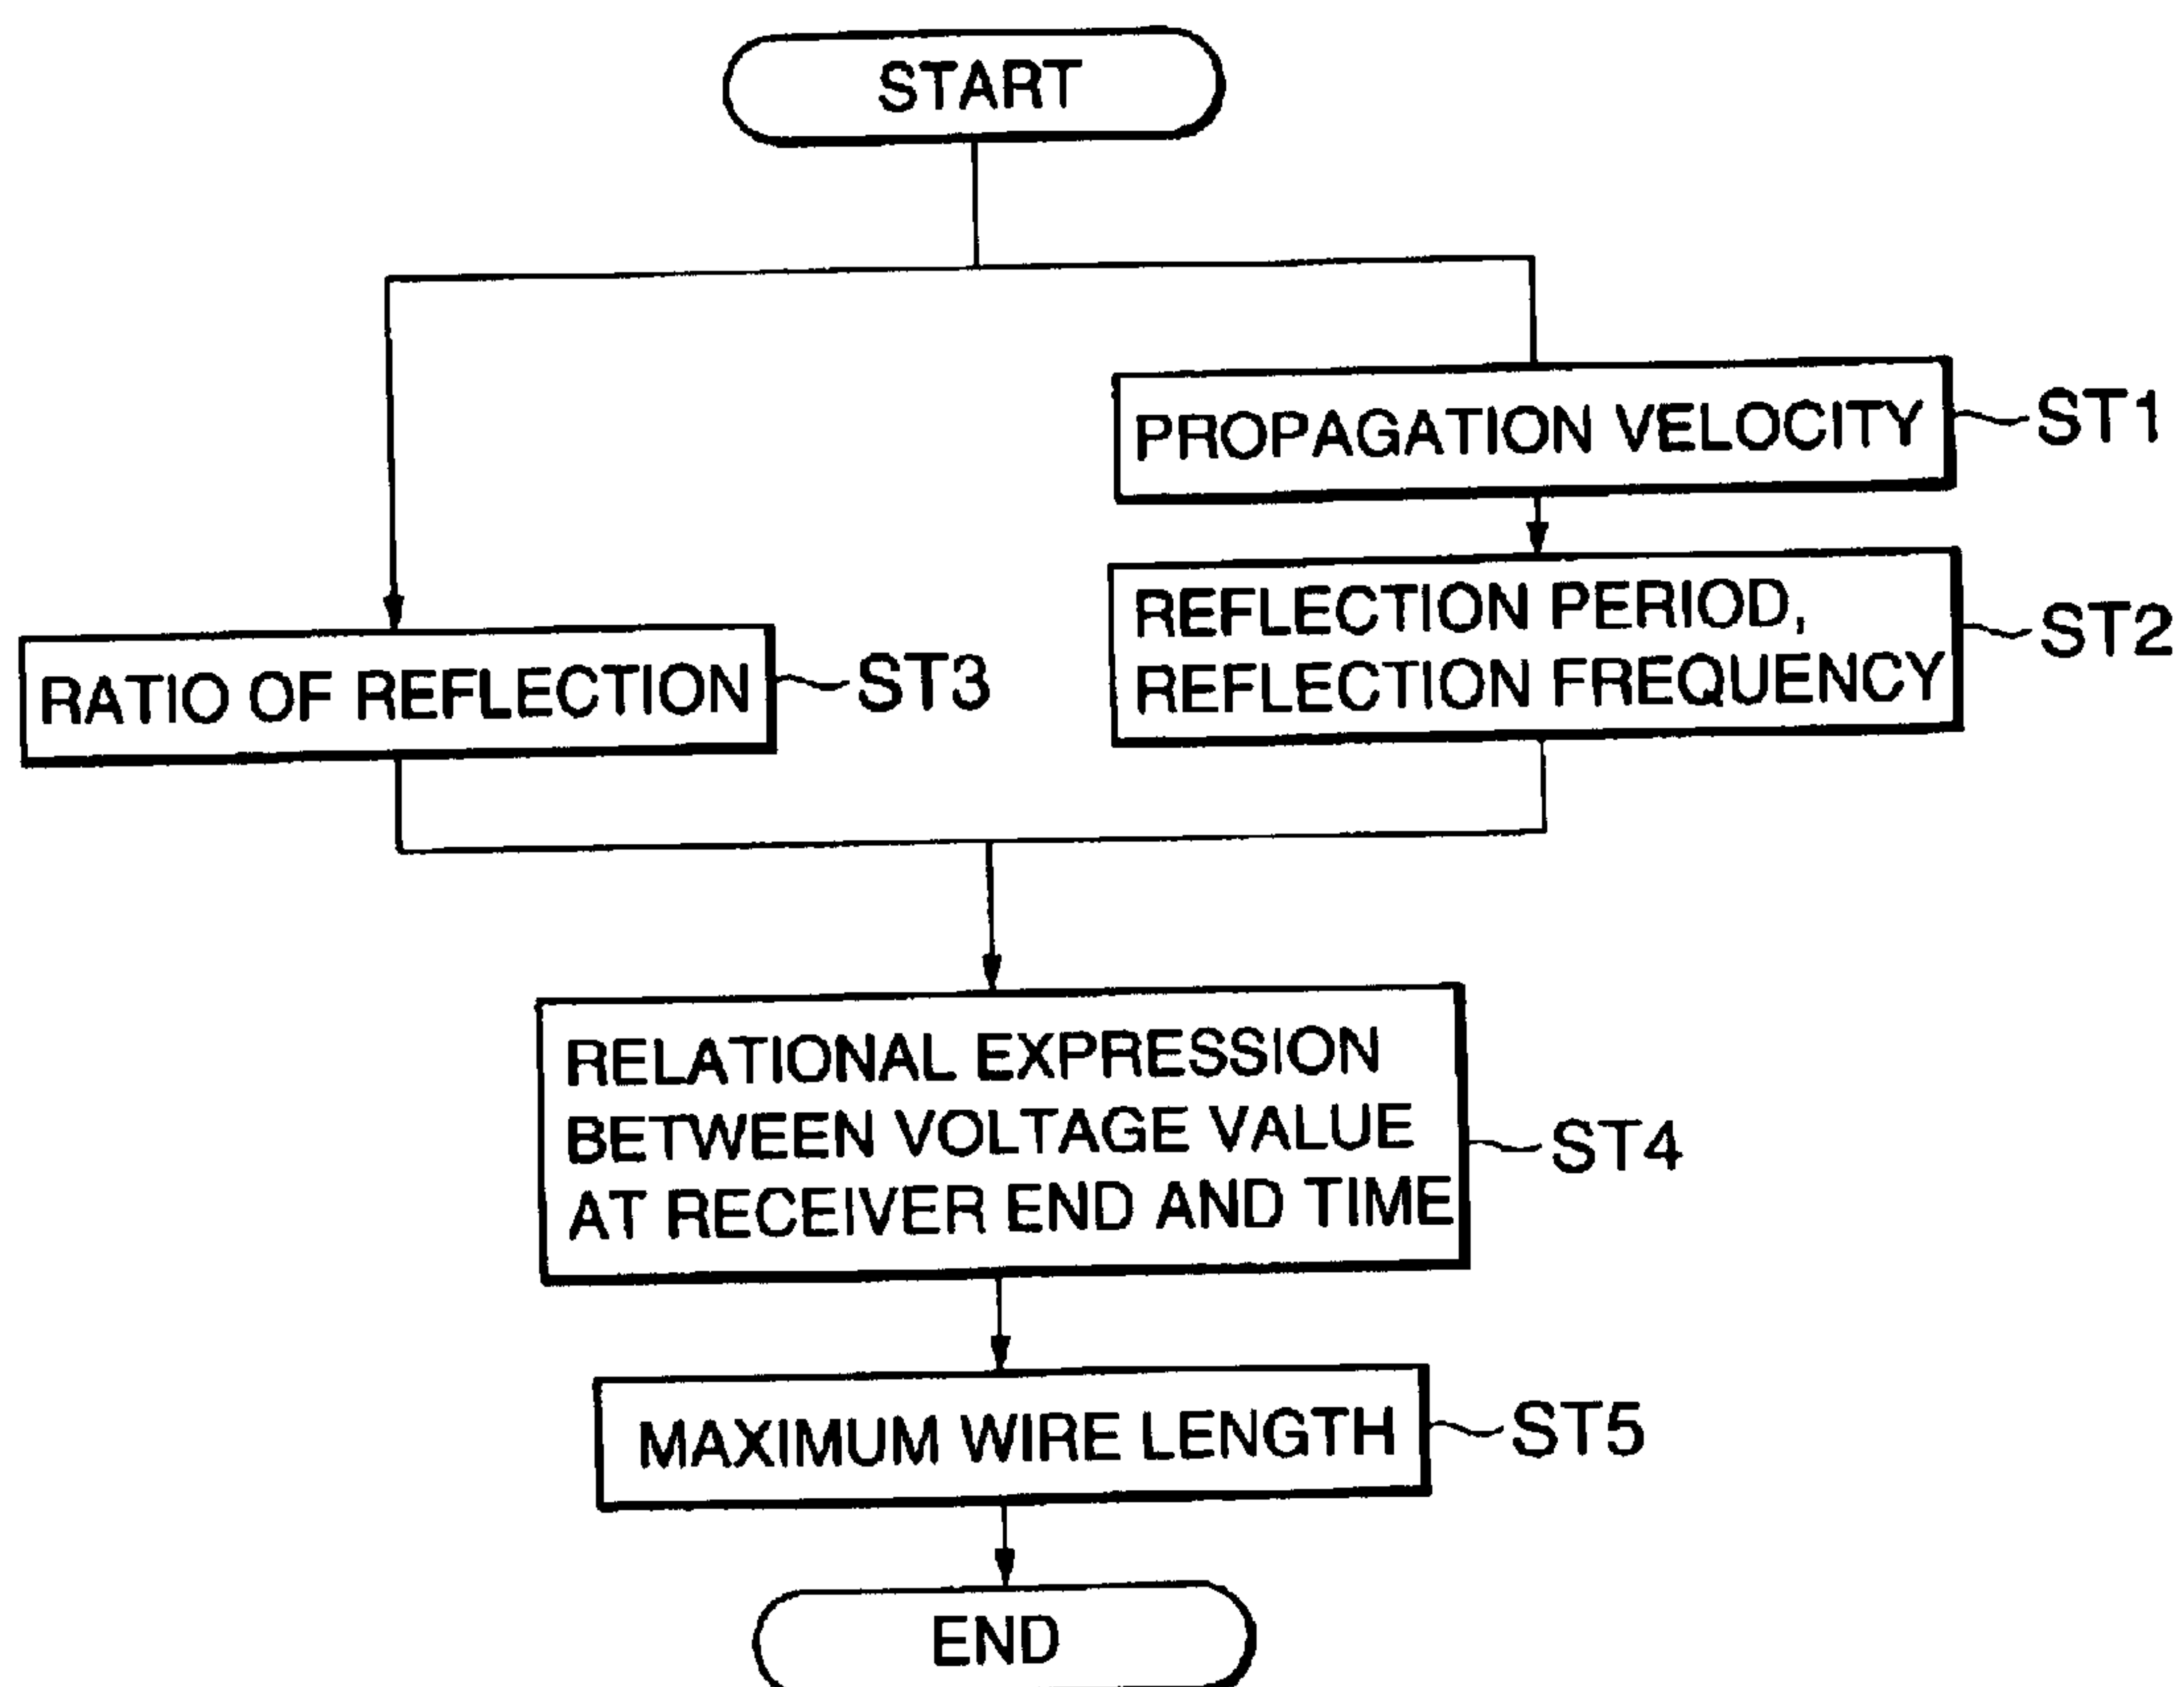 START
PROPAGATION VELOCITY
ST1
REFLECTION PERIOD,
REFLECTION FREQUENCY
ST2
RATIO OF REFLECTION
ST3
RELATIONAL EXPRESSION
BETWEEN VOLTAGE VALUE
AT RECEIVER END AND TIME
ST4
MAXIMUM WIRE LENGTH
ST5
END